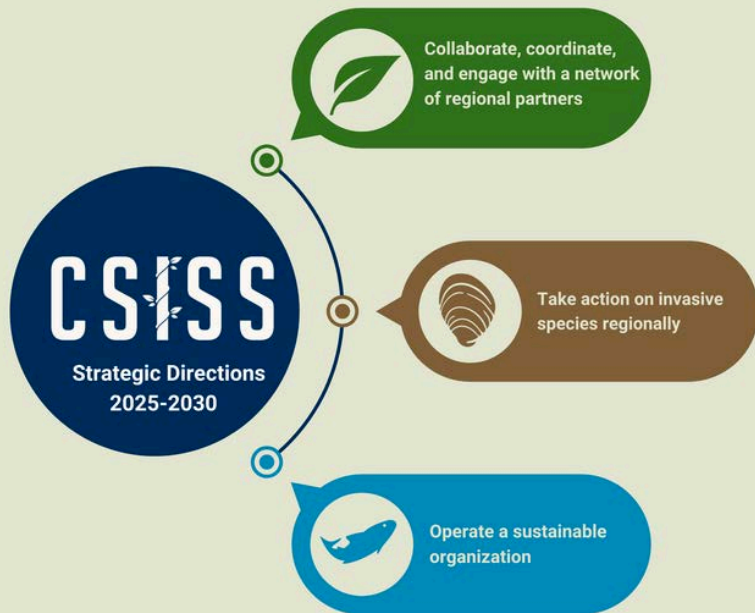 Collaborate, coordinate,
and engage with a network
of regional partners
CSISS
Strategic Directions
2025-2030
Take action on invasive
species regionally
Operate a sustainable
organization